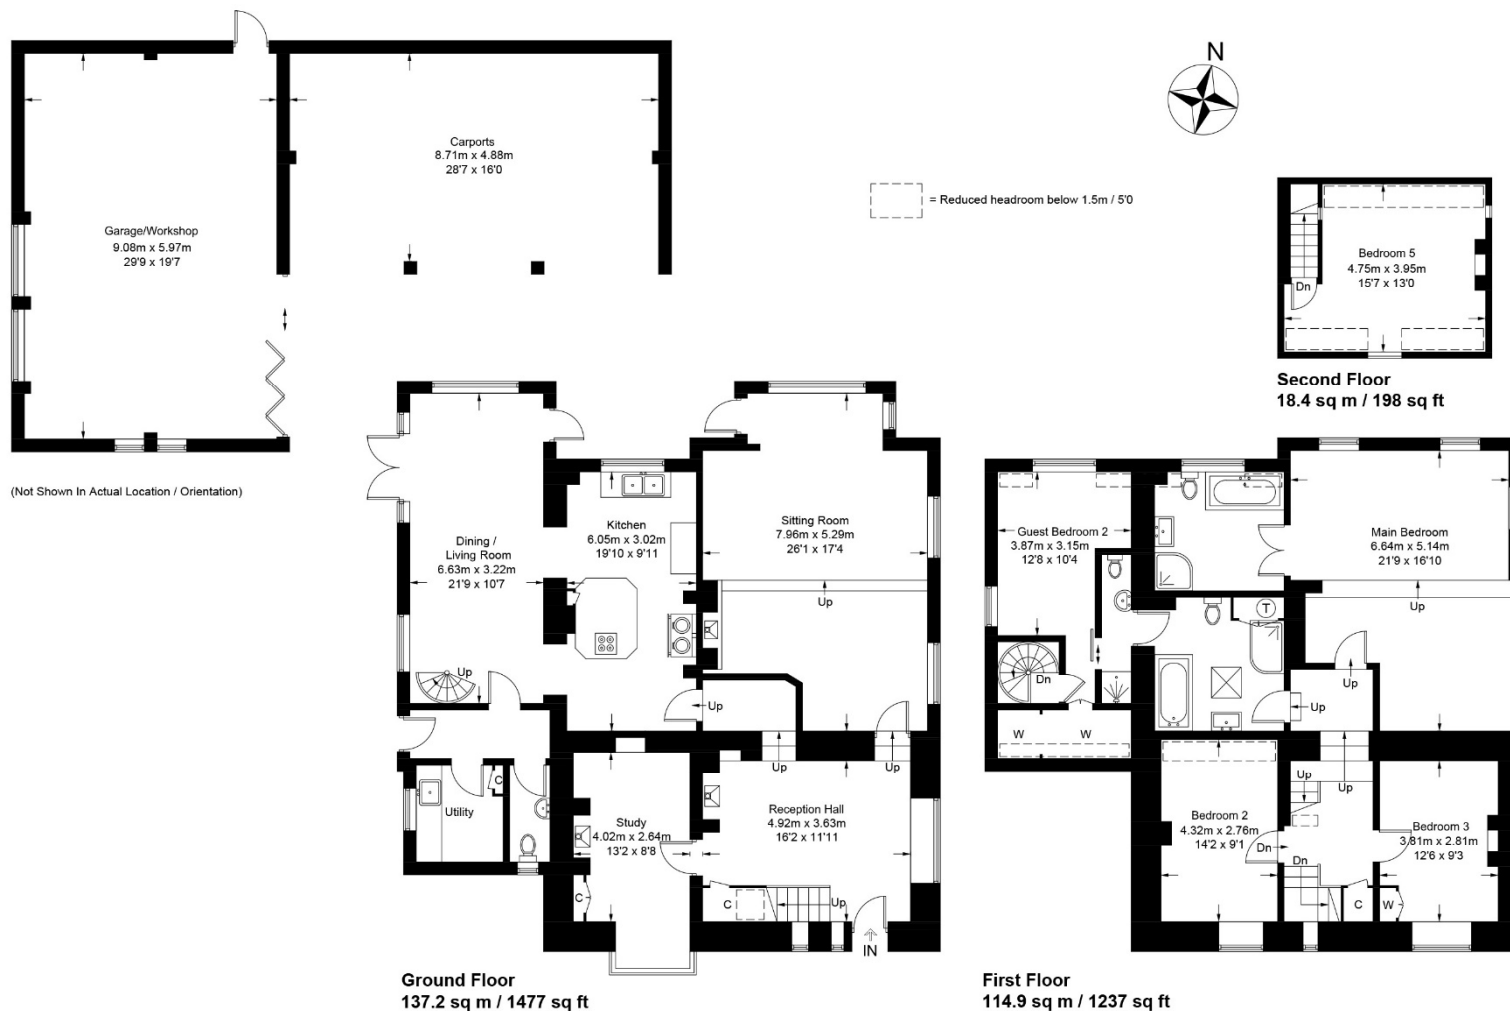 N
Carports
8.71m x 4.88m
28'7 x 16'0
= Reduced headroom below 1.5m / 5'0
Garage/Workshop
9.08m x 5.97m
29'9 x 19'7
(Not Shown In Actual Location / Orientation)
Bedroom 5
4.75m x 3.95m
15'7 x 13'0
Dn
Second Floor
18.4 sq m / 198 sq ft
Dining /
Living Room
6.63m x 3.22m
21'9 x 10'7
Up
Kitchen
6.05m x 3.02m
19'10 x 9'11
Sitting Room
7.96m x 5.29m
26'1 x 17'4
Up
Up
Up
Up
C
Utility
Study
4.02m x 2.64m
13'2 x 8'8
C
Reception Hall
4.92m x 3.63m
16'2 x 11'11
C
Up
IN
Ground Floor
137.2 sq m / 1477 sq ft
Guest Bedroom 2
3.87m x 3.15m
12'8 x 10'4
Dn
W
W
Main Bedroom
6.64m x 5.14m
21'9 x 16'10
Up
T
Up
Up
Up
Up
Bedroom 2
4.32m x 2.76m
14'2 x 9'1
Dn
Dn
C
W
Bedroom 3
3.81m x 2.81m
12'6 x 9'3
First Floor
114.9 sq m / 1237 sq ft